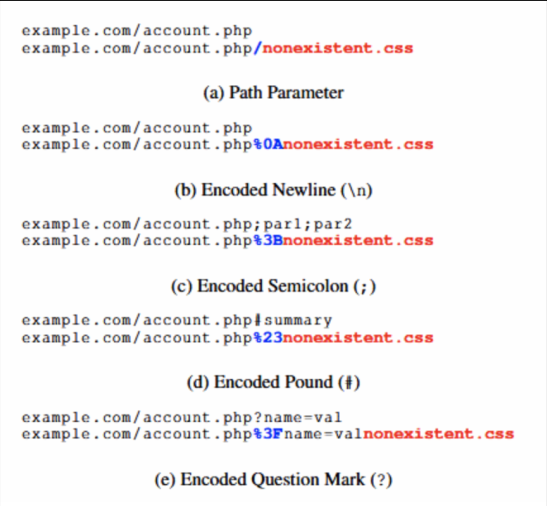 example.com/account.php
example.com/account.php/nonexistent.css
(a) Path Parameter
example.com/account.php
example.com/account.php%0Anonexistent.css
(b) Encoded Newline (\n)
example.com/account.php;par1;par2
example.com/account.php%3Bnonexistent.css
(c) Encoded Semicolon (;)
example.com/account.php#summary
example.com/account.php%23nonexistent.css
(d) Encoded Pound (#)
example.com/account.php?name=val
example.com/account.php%3Fname=valnonexistent.css
(e) Encoded Question Mark (?)